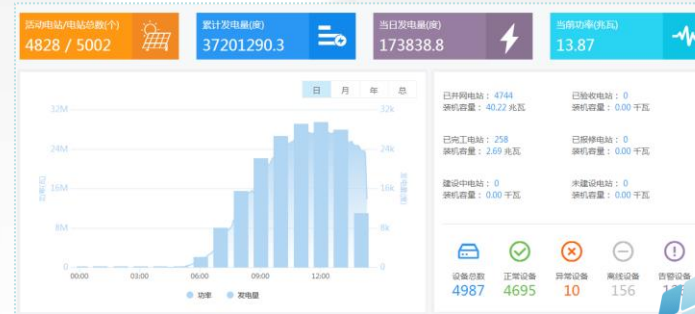 活动电站/电站总数(个)
4828 / 5002
累计发电量(度)
37201290.3
当日发电量(度)
173838.8
当前功率(兆瓦)
13.87
日 月 年 总
32M
24M
16M
8M
0
32k
24k
16k
8k
0
00:00 03:00 06:00 09:00 12:00
功率 发电量
已并网电站： 4744
装机容量： 40.22 兆瓦
已验收电站： 0
装机容量： 0.00 千瓦
已完工电站： 258
装机容量： 2.69 兆瓦
已报修电站： 0
装机容量： 0.00 千瓦
建设中电站： 0
装机容量： 0.00 千瓦
未建设电站： 0
装机容量： 0.00 千瓦
设备总数 正常设备 异常设备 离线设备 告警设备
4987 4695 10 156